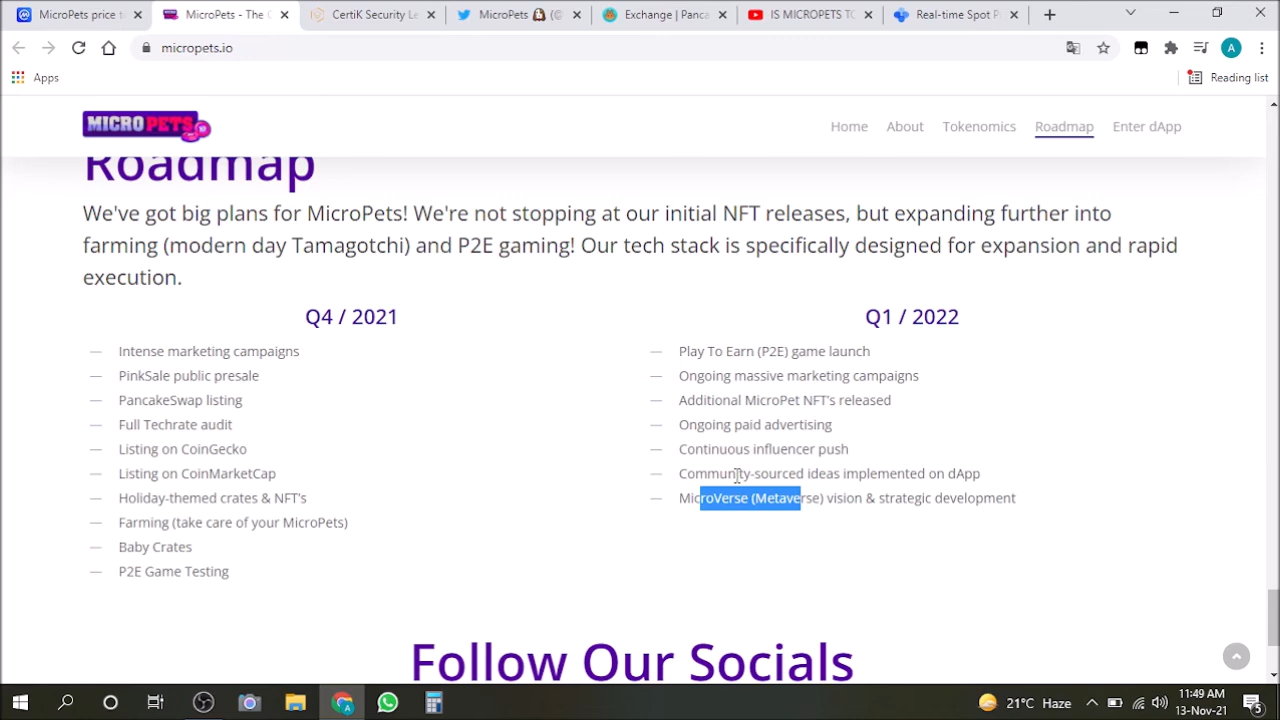 MicroPets price to
MicroPets - The C
CertiK Security Le
MicroPets
Exchange | Panca
IS MICROPETS TO
Real-time Spot P
micropets.io
A
Apps
Reading list
MICROPETS
Home
About
Tokenomics
Roadmap
Enter dApp
Roadmap
We've got big plans for MicroPets! We're not stopping at our initial NFT releases, but expanding further into
farming (modern day Tamagotchi) and P2E gaming! Our tech stack is specifically designed for expansion and rapid
execution.
Q4 / 2021
Intense marketing campaigns
PinkSale public presale
PancakeSwap listing
Full Techrate audit
Listing on CoinGecko
Listing on CoinMarketCap
Holiday-themed crates & NFT's
Farming (take care of your MicroPets)
Baby Crates
P2E Game Testing
Q1 / 2022
Play To Earn (P2E) game launch
Ongoing massive marketing campaigns
Additional MicroPet NFT's released
Ongoing paid advertising
Continuous influencer push
Community-sourced ideas implemented on dApp
MicroVerse (Metaverse) vision & strategic development
Follow Our Socials
21°C Haze
11:49 AM
13-Nov-21
5